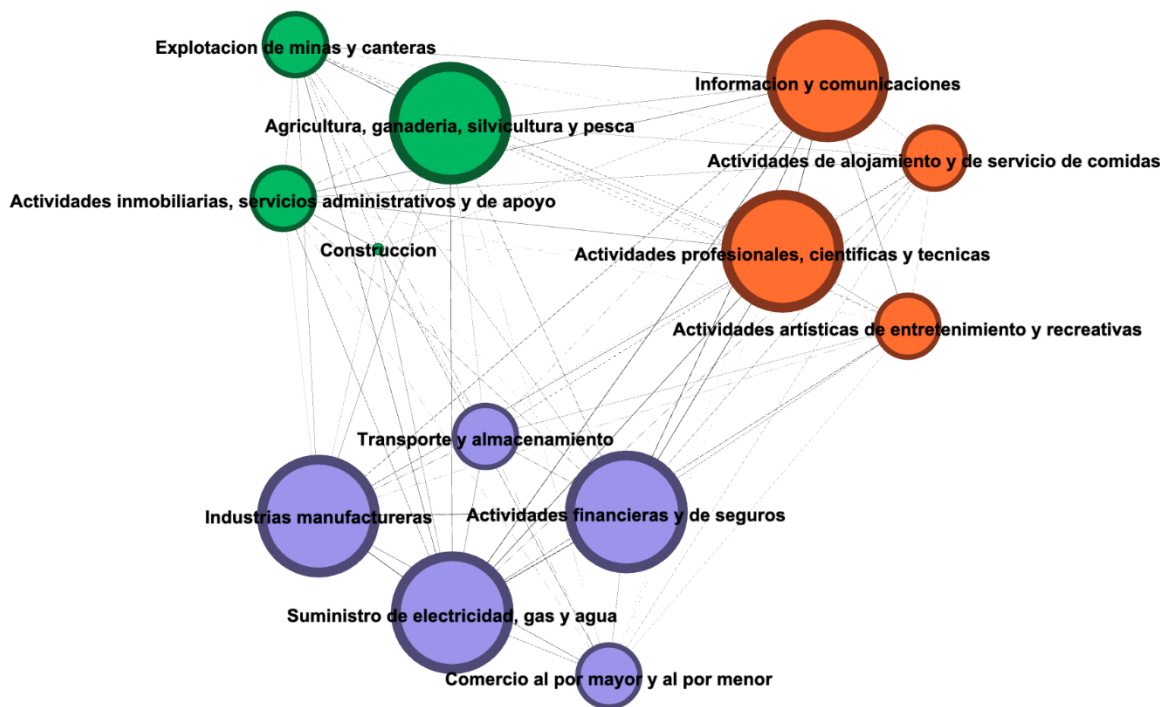 Explotacion de minas y canteras
Informacion y comunicaciones
Agricultura, ganaderia, silvicultura y pesca
Actividades de alojamiento y de servicio de comidas
Actividades inmobiliarias, servicios administrativos y de apoyo
Construccion
Actividades profesionales, cientificas y tecnicas
Actividades artísticas de entretenimiento y recreativas
Transporte y almacenamiento
Industrias manufactureras
Actividades financieras y de seguros
Suministro de electricidad, gas y agua
Comercio al por mayor y al por menor